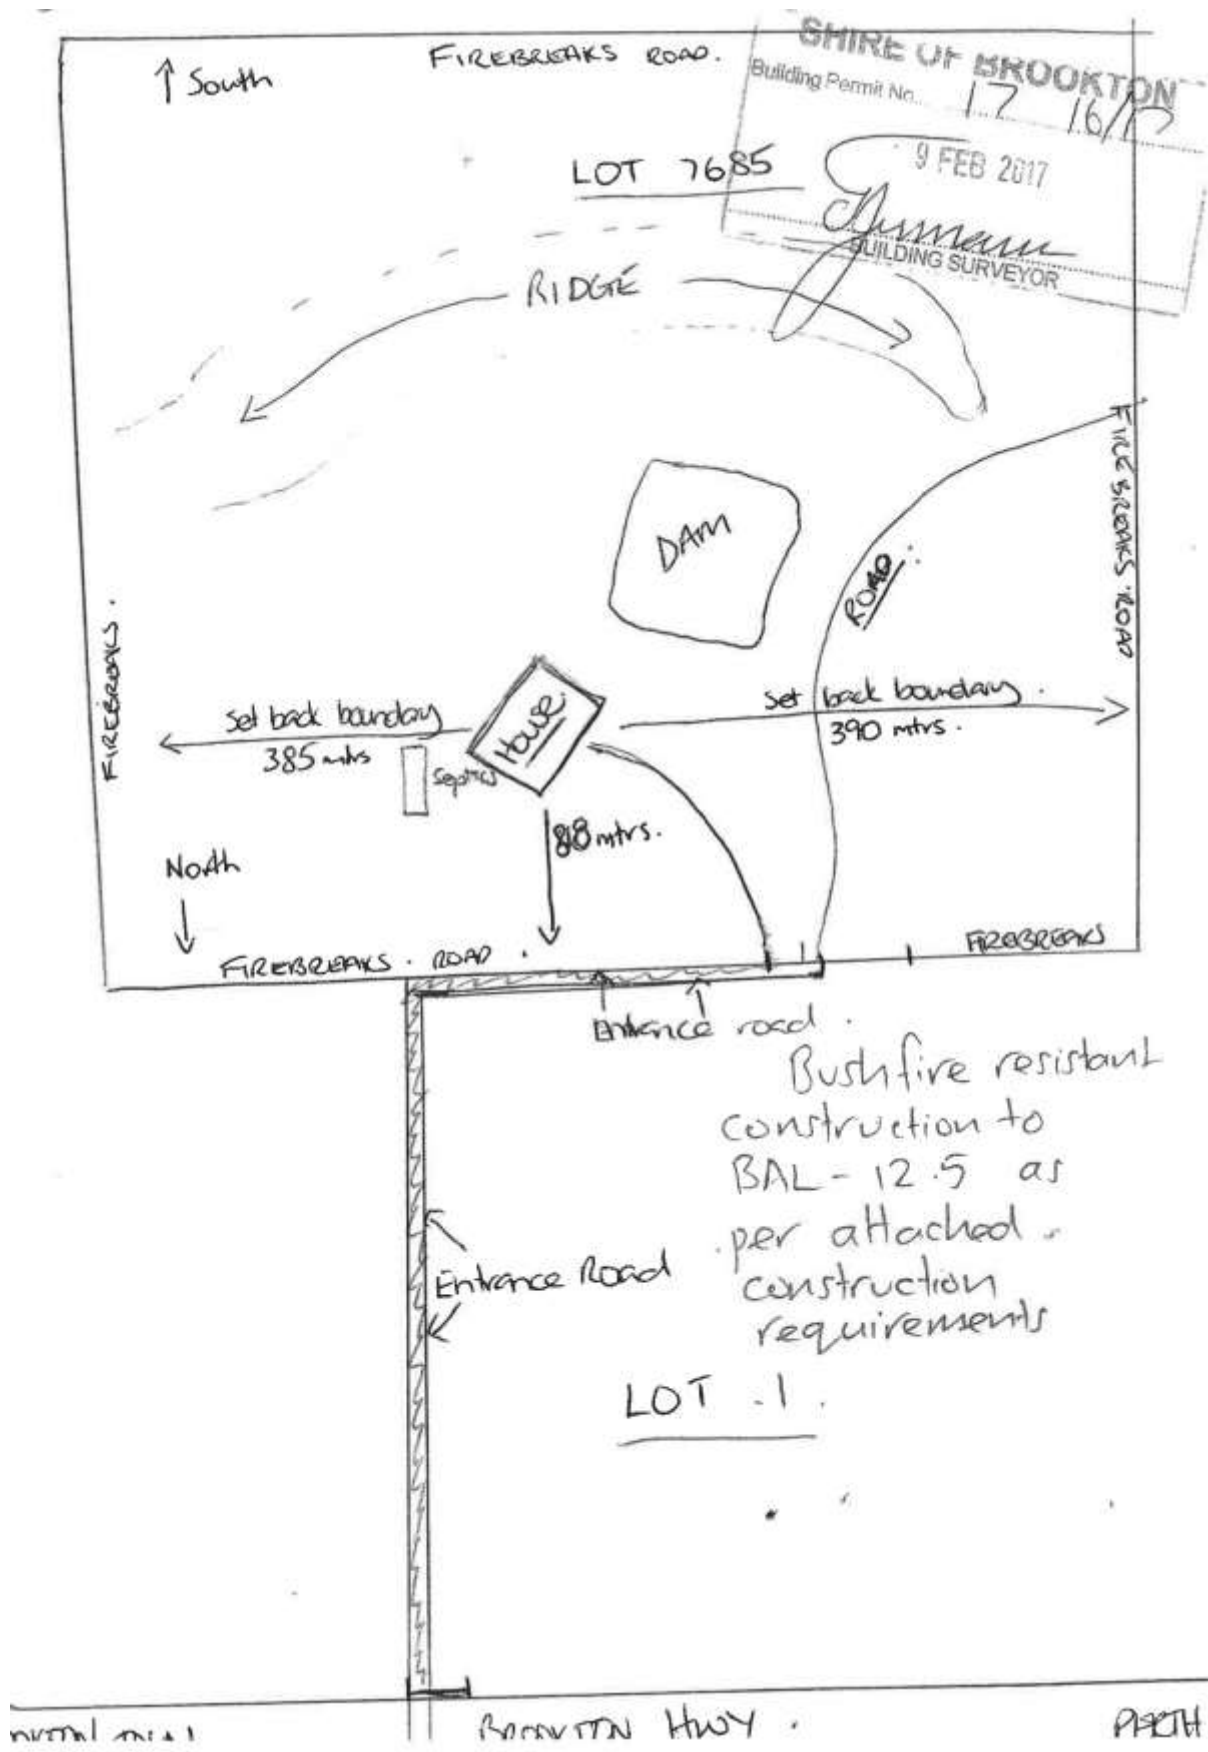 FIREBREAKS ROAD.
↑ South
SHIRE OF BROOKTON
Building Permit No. 17 16/17
LOT 7685
9 FEB 2017
BUILDING SURVEYOR
RIDGE
DAM
FIREBREAKS ROAD
ROAD.
FIREBREAKS.
House.
Set back boundary
385 mtrs
Set back boundary.
390 mtrs.
Septics
88 mtrs.
North
↓
FIREBREAKS. ROAD.
FIREBREAKS
Entrance road.
Bushfire resistant
construction to
BAL-12.5 as
per attached
construction
requirements
Entrance Road
LOT .1.
HWY.
PERTH